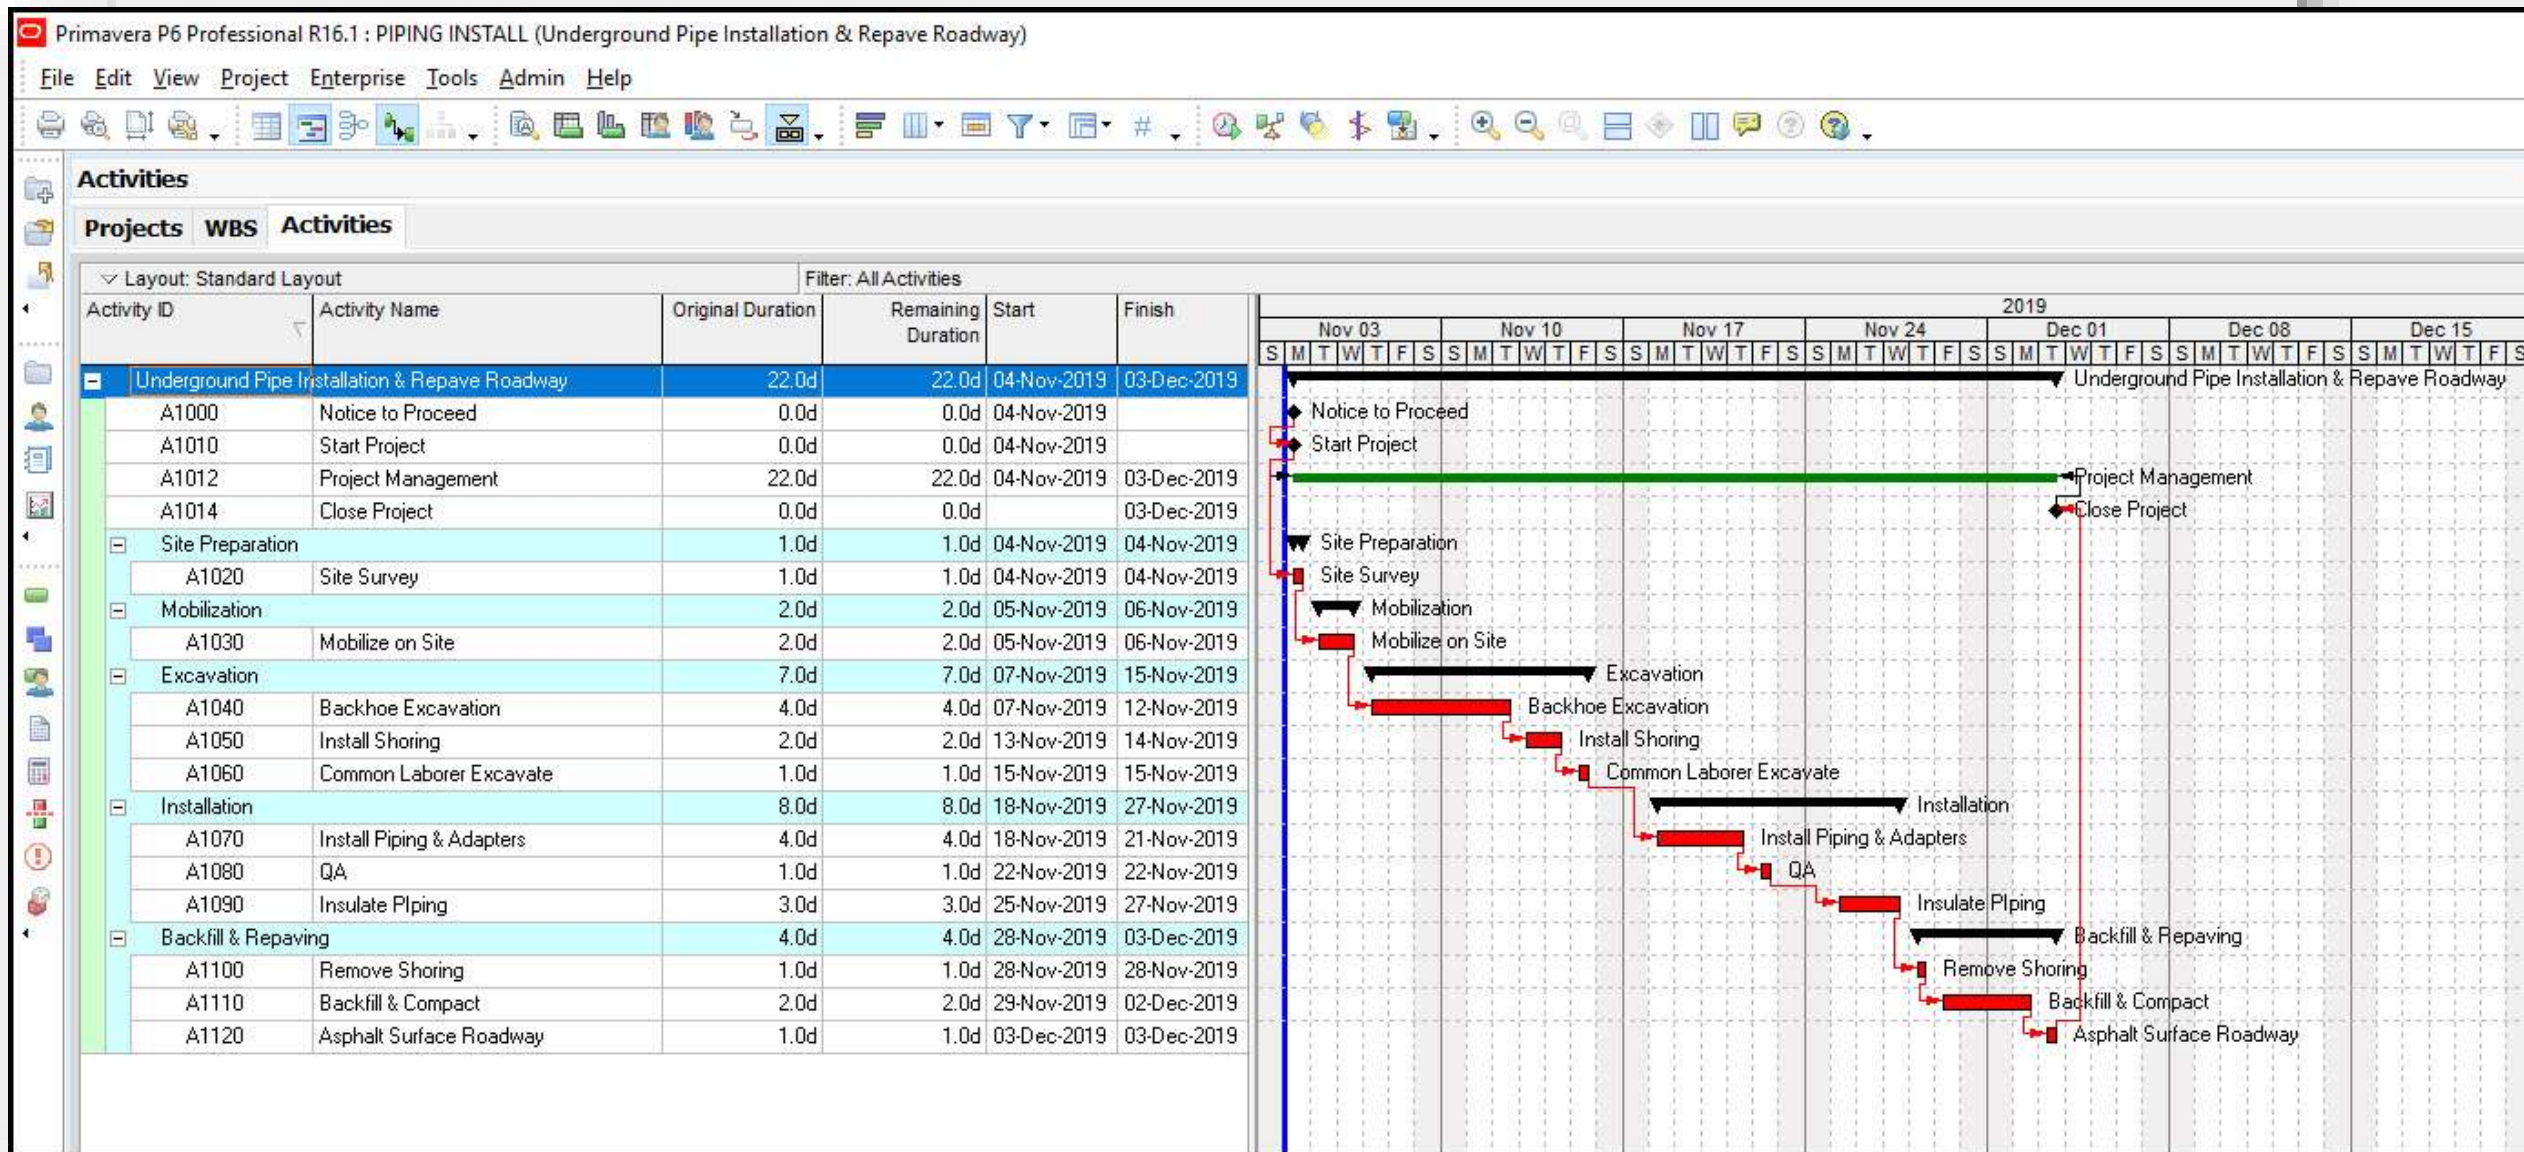 Primavera P6 Professional R16.1 : PIPING INSTALL (Underground Pipe Installation & Repave Roadway)
File Edit View Project Enterprise Tools Admin Help
Activities
Projects WBS Activities
Layout: Standard Layout Filter: All Activities
Activity ID Activity Name Original Duration Remaining Duration Start Finish
2019
Nov 03 Nov 10 Nov 17 Nov 24 Dec 01 Dec 08 Dec 15
S M T W T F S S M T W T F S S M T W T F S S M T W T F S S M T W T F S S M T W T F S S M T W T F S
Underground Pipe Installation & Repave Roadway 22.0d 22.0d 04-Nov-2019 03-Dec-2019 Underground Pipe Installation & Repave Roadway
A1000 Notice to Proceed 0.0d 0.0d 04-Nov-2019 Notice to Proceed
A1010 Start Project 0.0d 0.0d 04-Nov-2019 Start Project
A1012 Project Management 22.0d 22.0d 04-Nov-2019 03-Dec-2019 Project Management
A1014 Close Project 0.0d 0.0d 03-Dec-2019 Close Project
Site Preparation 1.0d 1.0d 04-Nov-2019 04-Nov-2019 Site Preparation
A1020 Site Survey 1.0d 1.0d 04-Nov-2019 04-Nov-2019 Site Survey
Mobilization 2.0d 2.0d 05-Nov-2019 06-Nov-2019 Mobilization
A1030 Mobilize on Site 2.0d 2.0d 05-Nov-2019 06-Nov-2019 Mobilize on Site
Excavation 7.0d 7.0d 07-Nov-2019 15-Nov-2019 Excavation
A1040 Backhoe Excavation 4.0d 4.0d 07-Nov-2019 12-Nov-2019 Backhoe Excavation
A1050 Install Shoring 2.0d 2.0d 13-Nov-2019 14-Nov-2019 Install Shoring
A1060 Common Laborer Excavate 1.0d 1.0d 15-Nov-2019 15-Nov-2019 Common Laborer Excavate
Installation 8.0d 8.0d 18-Nov-2019 27-Nov-2019 Installation
A1070 Install Piping & Adapters 4.0d 4.0d 18-Nov-2019 21-Nov-2019 Install Piping & Adapters
A1080 QA 1.0d 1.0d 22-Nov-2019 22-Nov-2019 QA
A1090 Insulate PIping 3.0d 3.0d 25-Nov-2019 27-Nov-2019 Insulate PIping
Backfill & Repaving 4.0d 4.0d 28-Nov-2019 03-Dec-2019 Backfill & Repaving
A1100 Remove Shoring 1.0d 1.0d 28-Nov-2019 28-Nov-2019 Remove Shoring
A1110 Backfill & Compact 2.0d 2.0d 29-Nov-2019 02-Dec-2019 Backfill & Compact
A1120 Asphalt Surface Roadway 1.0d 1.0d 03-Dec-2019 03-Dec-2019 Asphalt Surface Roadway